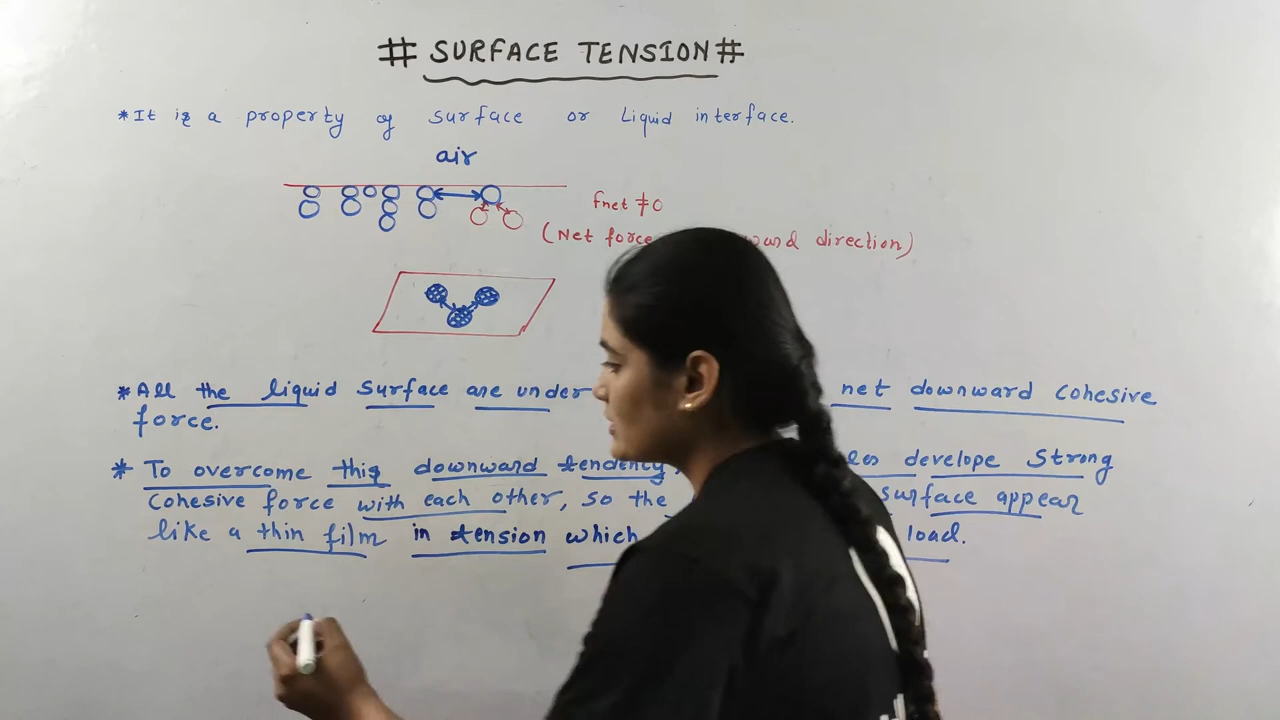 # SURFACE TENSION #
*It is a property of surface or Liquid interface.
air
fnet ≠ 0
(Net force direction)
*All the liquid surface are under net downward cohesive
force.
* To overcome this downward tendency, develope strong
cohesive force with each other, so the surface appear
like a thin film in tension which load.